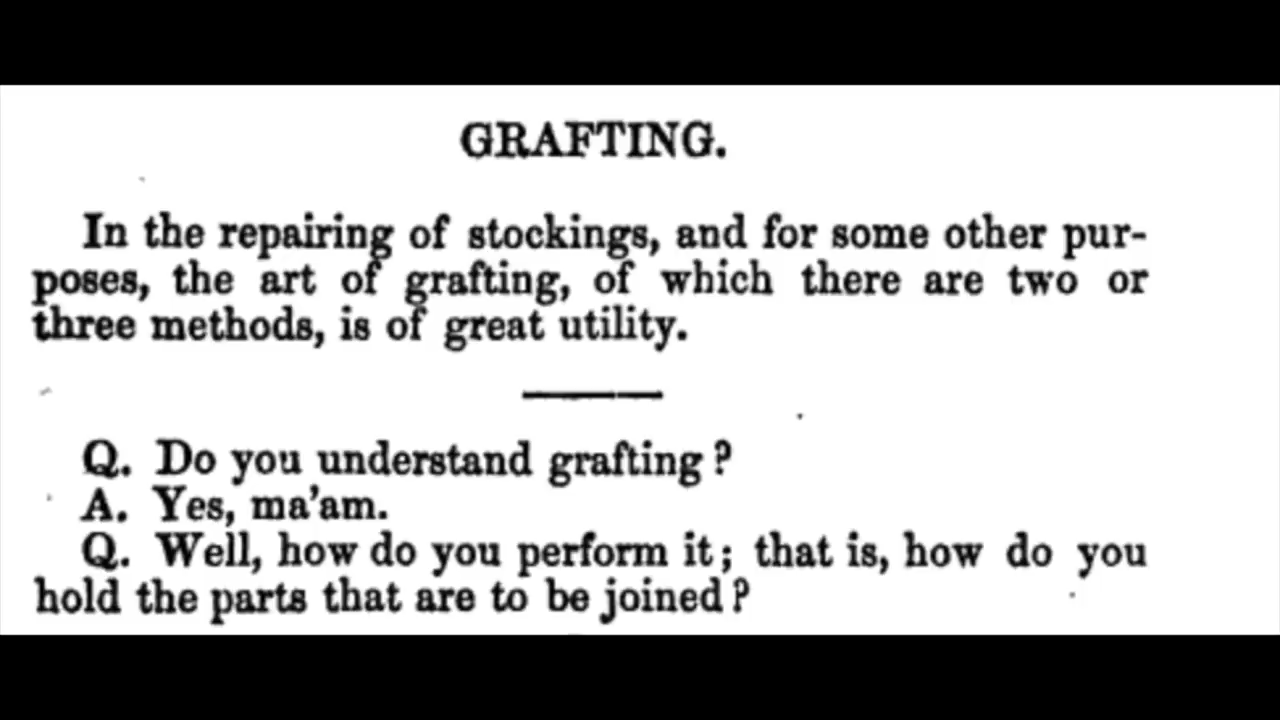 GRAFTING.
In the repairing of stockings, and for some other pur-
poses, the art of grafting, of which there are two or
three methods, is of great utility.
Q. Do you understand grafting?
A. Yes, ma'am.
Q. Well, how do you perform it; that is, how do you
hold the parts that are to be joined?